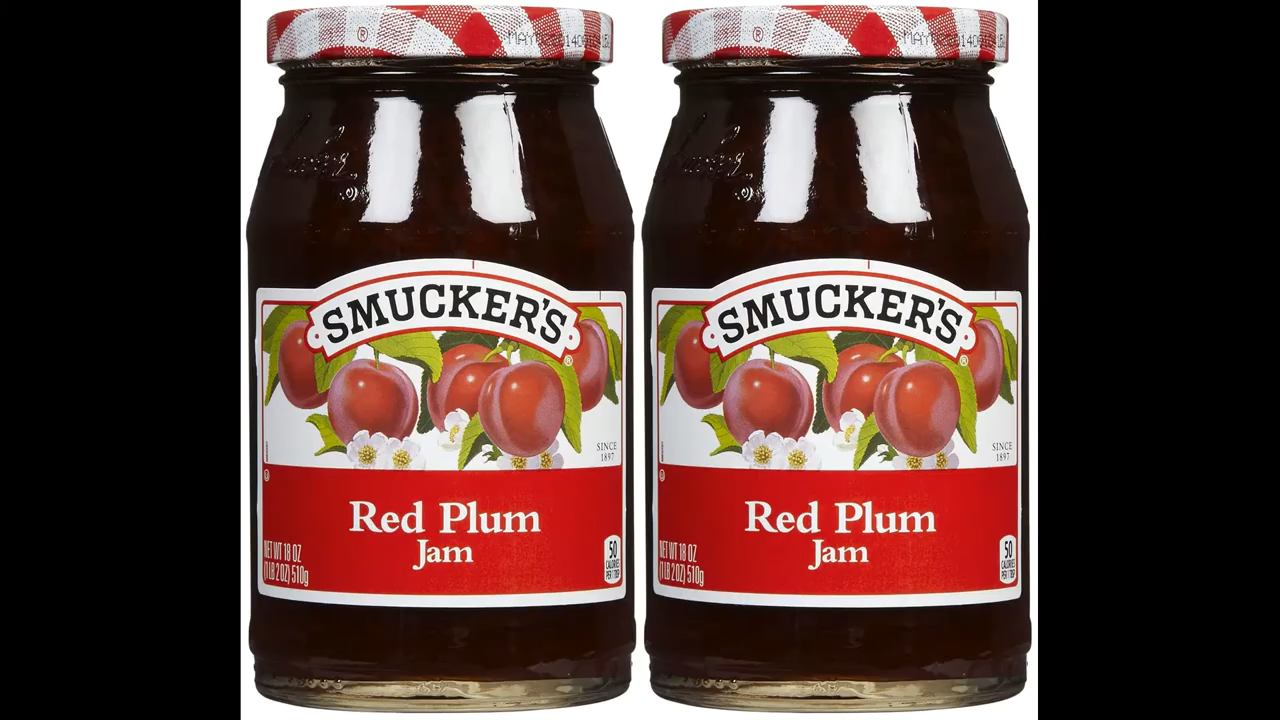 SMUCKER'S
®
SINCE
1897
Red Plum
Jam
NET WT 18 OZ
(1 LB 2 OZ) 510g
50
CALORIES
PER 1 TBSP
SMUCKER'S
®
SINCE
1897
Red Plum
Jam
NET WT 18 OZ
(1 LB 2 OZ) 510g
50
CALORIES
PER 1 TBSP